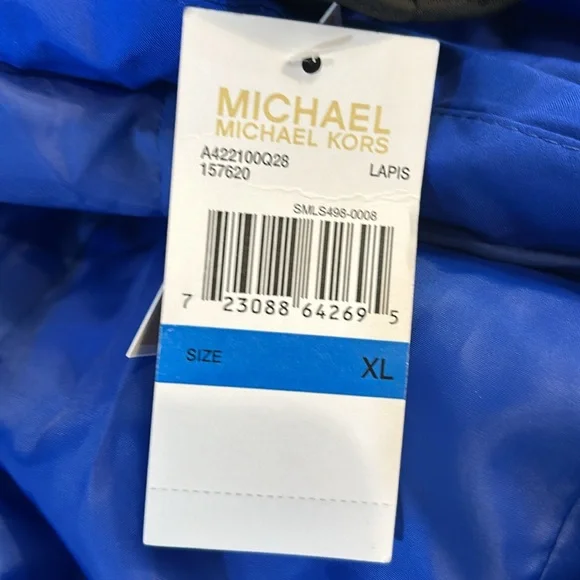 MICHAEL
MICHAEL KORS
A422100Q28
157620 LAPIS
SMLS498-0008
7 23088 64269 5
SIZE XL